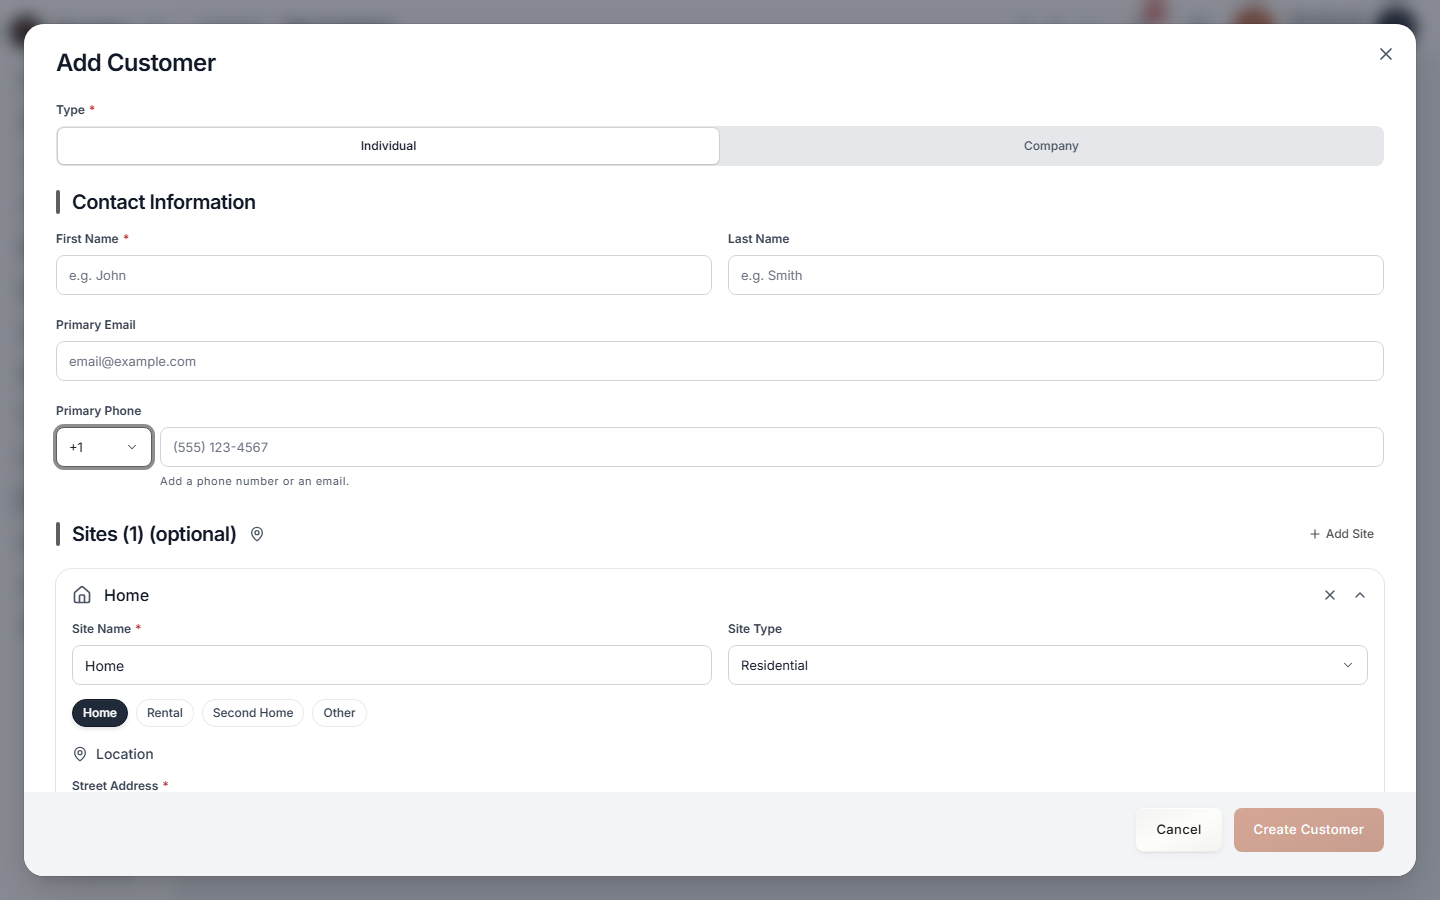 Add Customer
Type *
Individual
Company
Contact Information
First Name *
Last Name
e.g. John
e.g. Smith
Primary Email
email@example.com
Primary Phone
+1
(555) 123-4567
Add a phone number or an email.
Sites (1) (optional)
Add Site
Home
Site Name *
Site Type
Home
Residential
Home
Rental
Second Home
Other
Location
Street Address *
Cancel
Create Customer